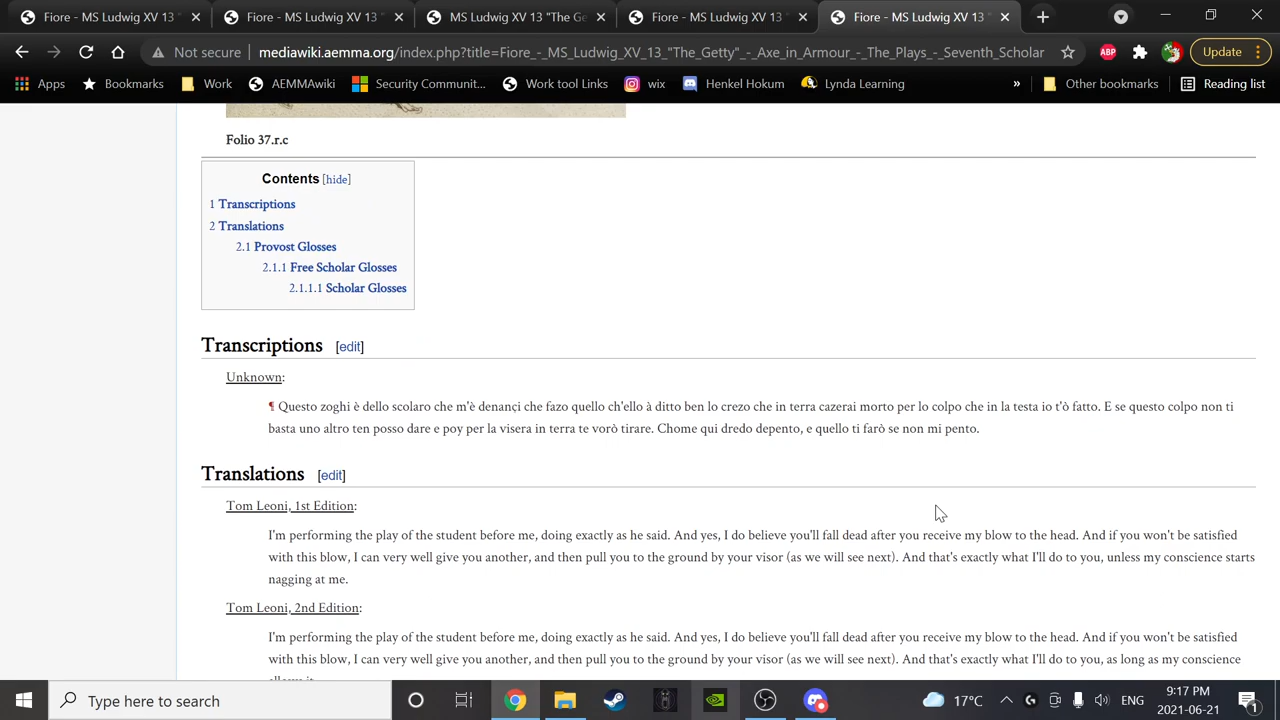 Fiore - MS Ludwig XV 13 "
Fiore - MS Ludwig XV 13 "
MS Ludwig XV 13 "The Ge
Fiore - MS Ludwig XV 13 "
Fiore - MS Ludwig XV 13 "
Not secure
mediawiki.aemma.org/index.php?title=Fiore_-_MS_Ludwig_XV_13_"The_Getty"_-_Axe_in_Armour_-_The_Plays_-_Seventh_Scholar
ABP
Update
Apps
Bookmarks
Work
AEMMAwiki
Security Communit...
Work tool Links
wix
Henkel Hokum
Lynda Learning
»
Other bookmarks
Reading list
Folio 37.r.c
Contents [hide]
1 Transcriptions
2 Translations
2.1 Provost Glosses
2.1.1 Free Scholar Glosses
2.1.1.1 Scholar Glosses
Transcriptions [edit]
Unknown:
¶ Questo zoghi è dello scolaro che m'è denançi che fazo quello ch'ello à ditto ben lo crezo che in terra cazerai morto per lo colpo che in la testa io t'ò fatto. E se questo colpo non ti
basta uno altro ten posso dare e poy per la visera in terra te vorò tirare. Chome qui dredo depento, e quello ti farò se non mi pento.
Translations [edit]
Tom Leoni, 1st Edition:
I'm performing the play of the student before me, doing exactly as he said. And yes, I do believe you'll fall dead after you receive my blow to the head. And if you won't be satisfied
with this blow, I can very well give you another, and then pull you to the ground by your visor (as we will see next). And that's exactly what I'll do to you, unless my conscience starts
nagging at me.
Tom Leoni, 2nd Edition:
I'm performing the play of the student before me, doing exactly as he said. And yes, I do believe you'll fall dead after you receive my blow to the head. And if you won't be satisfied
with this blow, I can very well give you another, and then pull you to the ground by your visor (as we will see next). And that's exactly what I'll do to you, as long as my conscience
allows it.
Type here to search
17°C
ENG
9:17 PM
2021-06-21
1